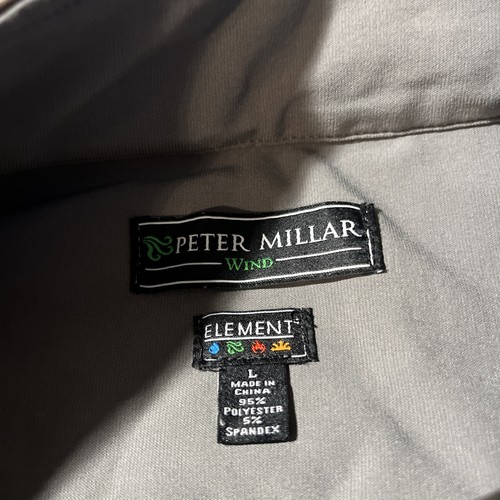 PETER MILLAR
WIND
ELEMENT
L
MADE IN
CHINA
95%
POLYESTER
5%
SPANDEX